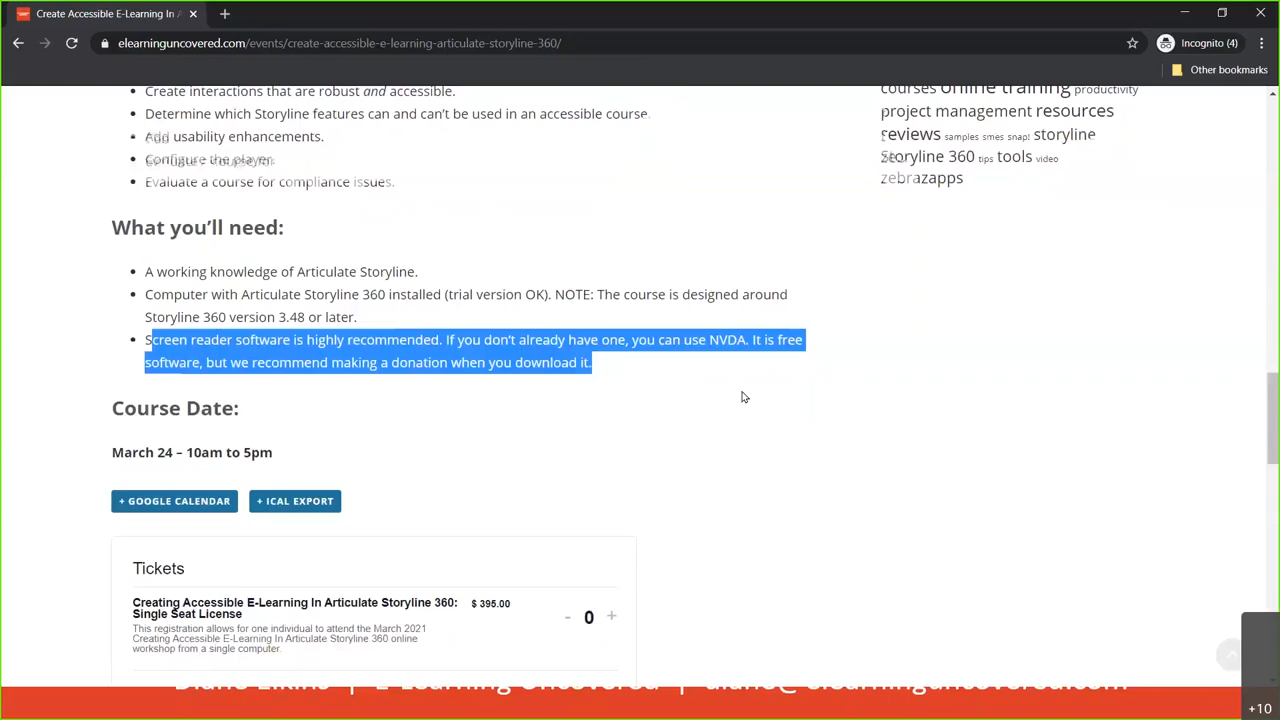 Create Accessible E-Learning In A
elearninguncovered.com/events/create-accessible-e-learning-articulate-storyline-360/
Incognito (4)
Other bookmarks
Create interactions that are robust and accessible.
Determine which Storyline features can and can't be used in an accessible course.
Add usability enhancements.
Configure the player.
Evaluate a course for compliance issues.
courses online training productivity
project management resources
reviews samples smes snap! storyline
Storyline 360 tips tools video
zebrazapps
What you'll need:
A working knowledge of Articulate Storyline.
Computer with Articulate Storyline 360 installed (trial version OK). NOTE: The course is designed around
Storyline 360 version 3.48 or later.
Screen reader software is highly recommended. If you don't already have one, you can use NVDA. It is free
software, but we recommend making a donation when you download it.
Course Date:
March 24 – 10am to 5pm
+ GOOGLE CALENDAR
+ ICAL EXPORT
Tickets
Creating Accessible E-Learning In Articulate Storyline 360:
Single Seat License
$ 395.00
- 0 +
This registration allows for one individual to attend the March 2021
Creating Accessible E-Learning In Articulate Storyline 360 online
workshop from a single computer.
Diane Elkins | E-Learning Uncovered | diane@elearninguncovered.com
+10